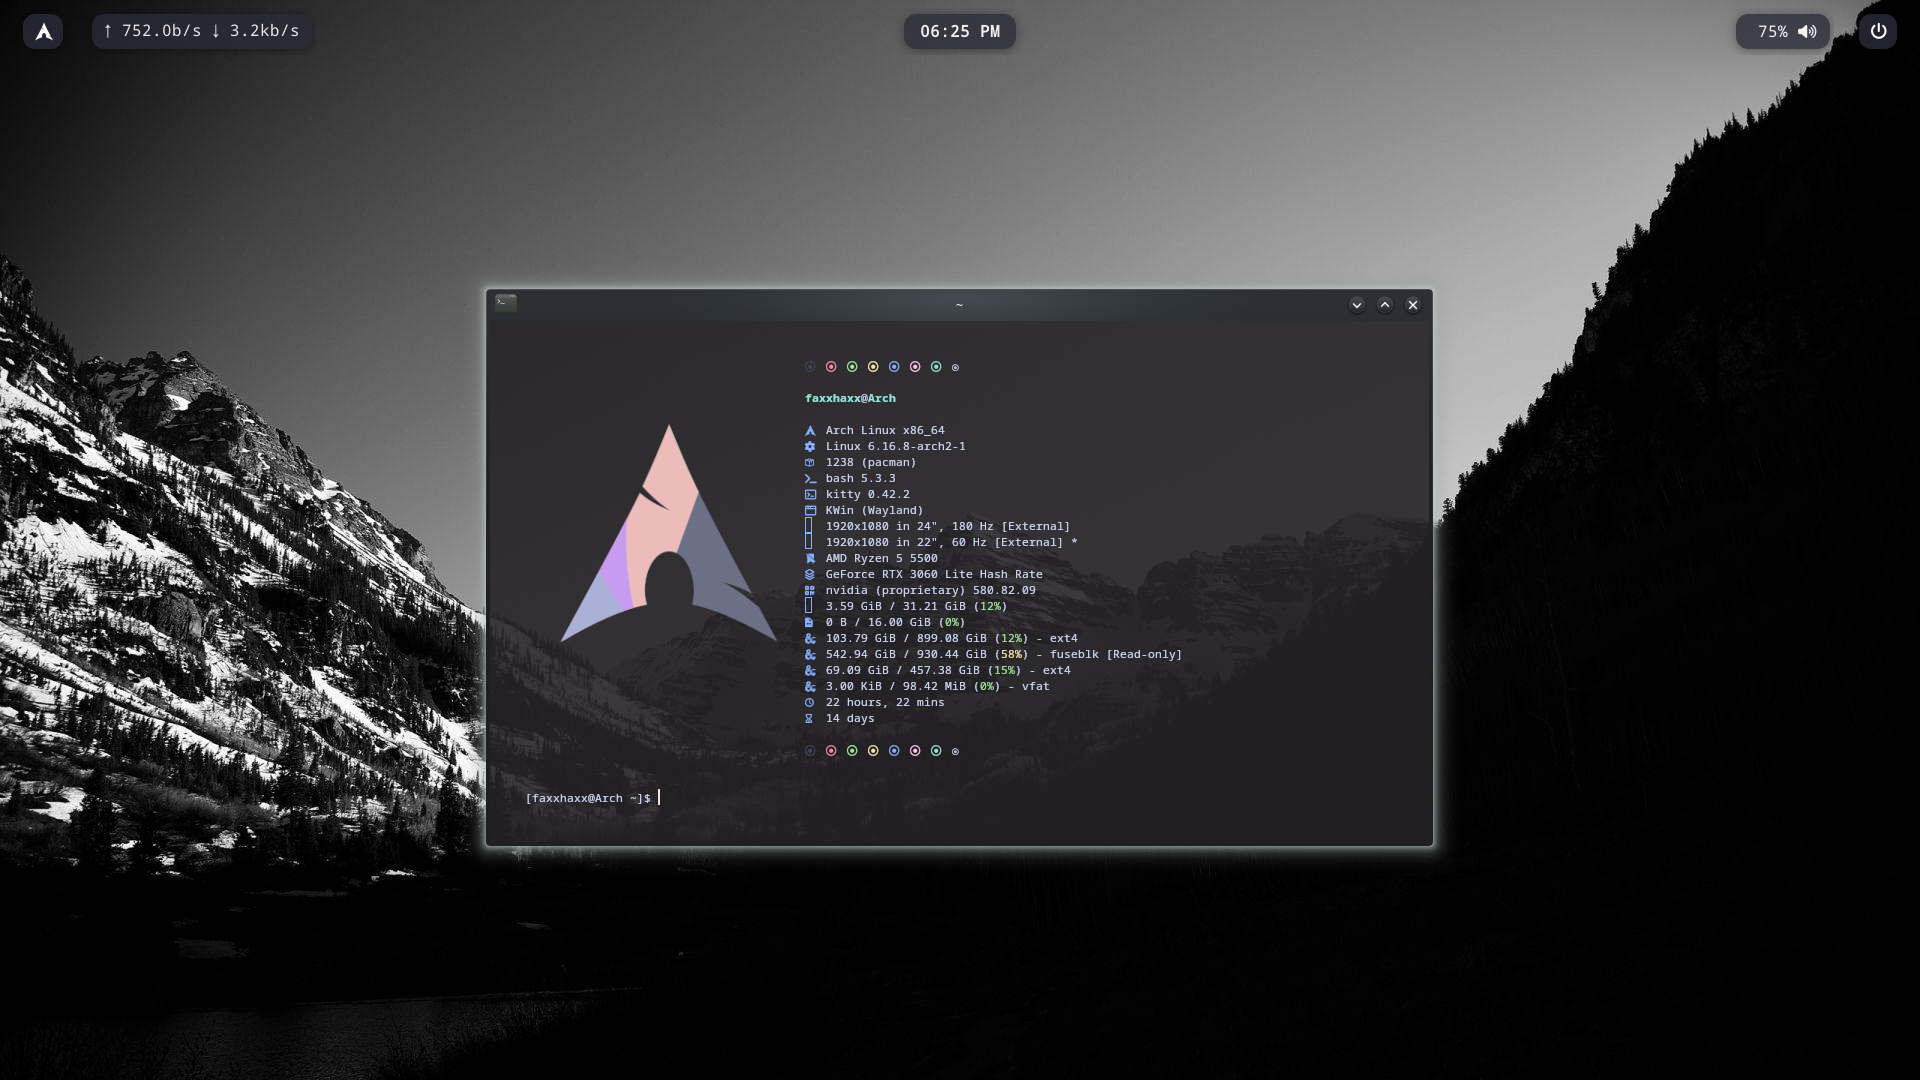 ↑ 752.0b/s ↓ 3.2kb/s
06:25 PM
75%
~
faxxhaxx@Arch
Arch Linux x86_64
Linux 6.16.8-arch2-1
1238 (pacman)
bash 5.3.3
kitty 0.42.2
KWin (Wayland)
1920x1080 in 24", 180 Hz [External]
1920x1080 in 22", 60 Hz [External] *
AMD Ryzen 5 5500
GeForce RTX 3060 Lite Hash Rate
nvidia (proprietary) 580.82.09
3.59 GiB / 31.21 GiB (12%)
0 B / 16.00 GiB (0%)
103.79 GiB / 899.08 GiB (12%) - ext4
542.94 GiB / 930.44 GiB (58%) - fuseblk [Read-only]
69.09 GiB / 457.38 GiB (15%) - ext4
3.00 KiB / 98.42 MiB (0%) - vfat
22 hours, 22 mins
14 days
[faxxhaxx@Arch ~]$